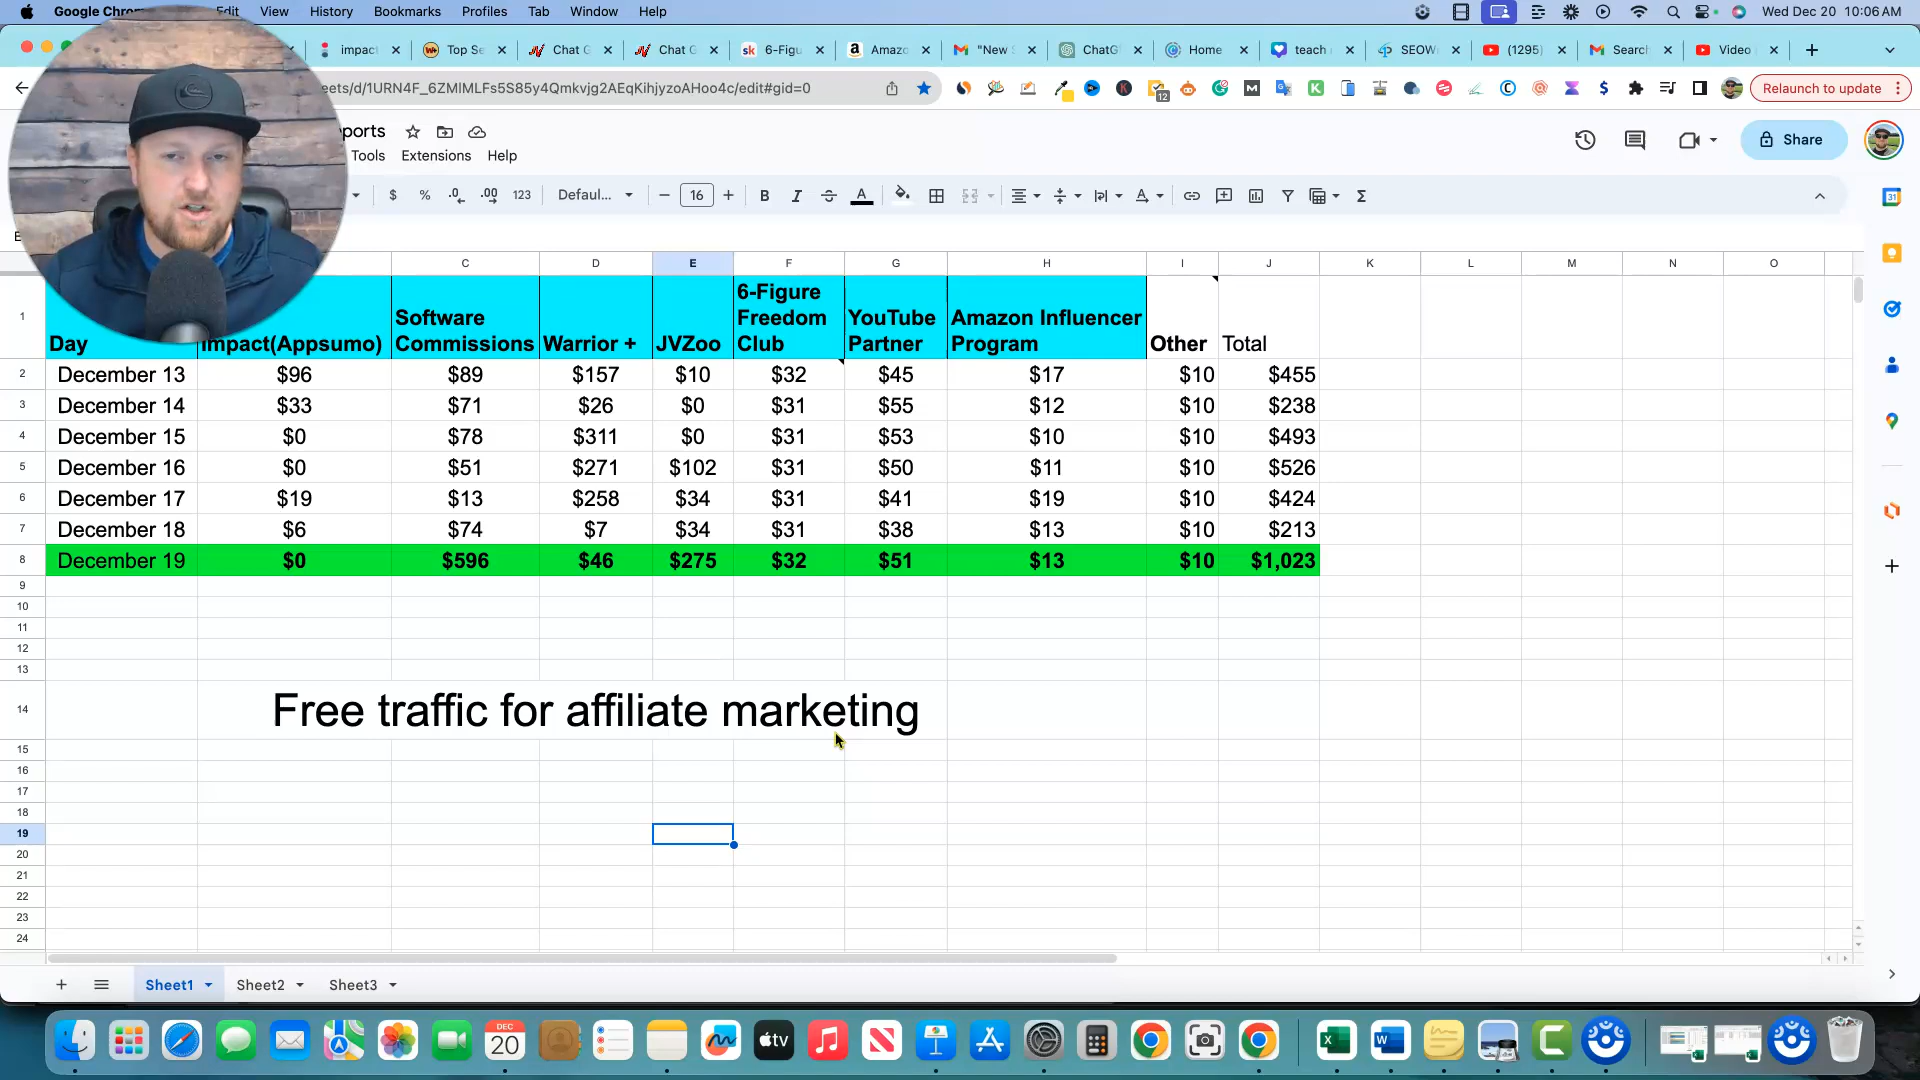 Google Chro Edit View History Bookmarks Profiles Tab Window Help Wed Dec 20 10:06 AM
impac Top Se Chat G Chat G 6-Figu Amazo "New S ChatG Home teach SEOW (1295) Searc Video
eets/d/1URN4F_6ZMlMLFs5S85y4Qmkvjg2AEqKihjyzoAHoo4c/edit#gid=0 12 Relaunch to update
ports
Tools Extensions Help Share
$ % .0 .00 123 Defaul... 16 B I A
C D E F G H I J K L M N O
1 Day Impact(Appsumo) Software Commissions Warrior + JVZoo 6-Figure Freedom Club YouTube Partner Amazon Influencer Program Other Total
2 December 13 $96 $89 $157 $10 $32 $45 $17 $10 $455
3 December 14 $33 $71 $26 $0 $31 $55 $12 $10 $238
4 December 15 $0 $78 $311 $0 $31 $53 $10 $10 $493
5 December 16 $0 $51 $271 $102 $31 $50 $11 $10 $526
6 December 17 $19 $13 $258 $34 $31 $41 $19 $10 $424
7 December 18 $6 $74 $7 $34 $31 $38 $13 $10 $213
8 December 19 $0 $596 $46 $275 $32 $51 $13 $10 $1,023
9
10
11
12
13
14 Free traffic for affiliate marketing
15
16
17
18
19
20
21
22
23
24
Sheet1 Sheet2 Sheet3
DEC
20
tv